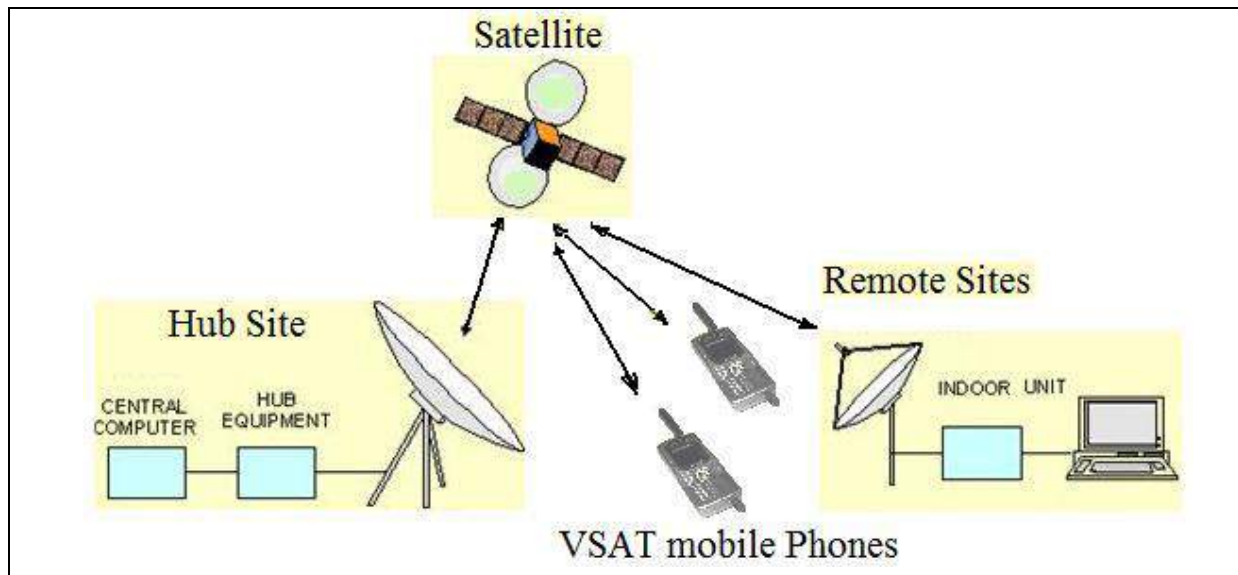 Satellite
Hub Site
Remote Sites
CENTRAL
COMPUTER
HUB
EQUIPMENT
INDOOR UNIT
VSAT mobile Phones